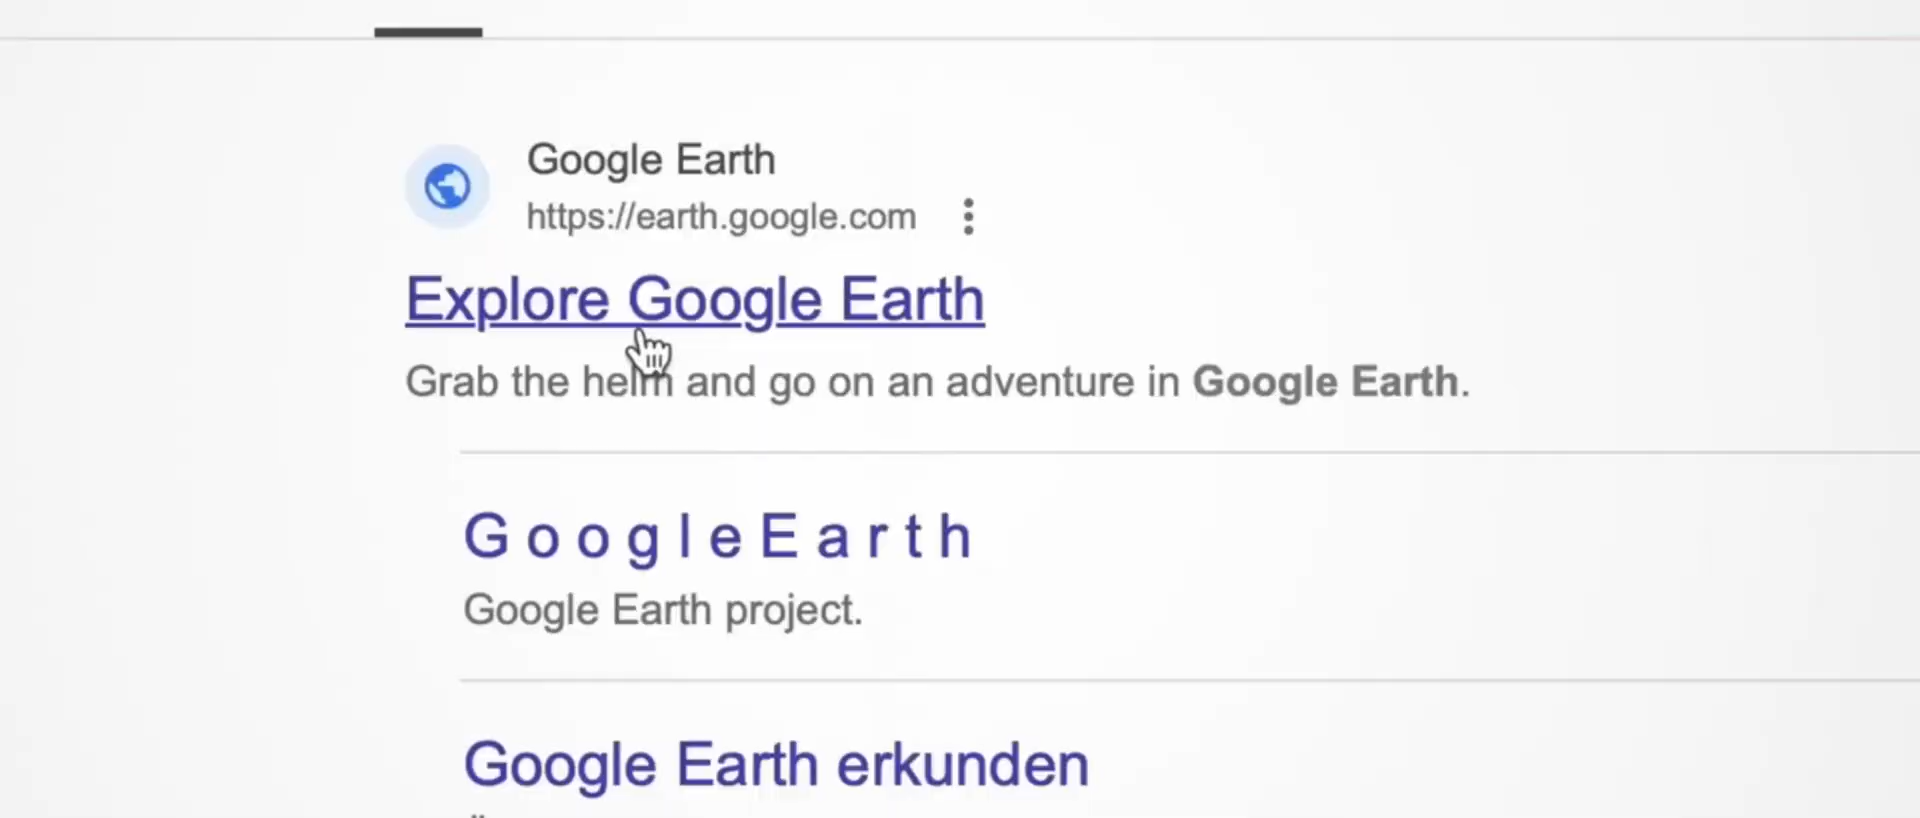 Google Earth
https://earth.google.com
Explore Google Earth
Grab the helm and go on an adventure in Google Earth.
G o o g l e E a r t h
Google Earth project.
Google Earth erkunden